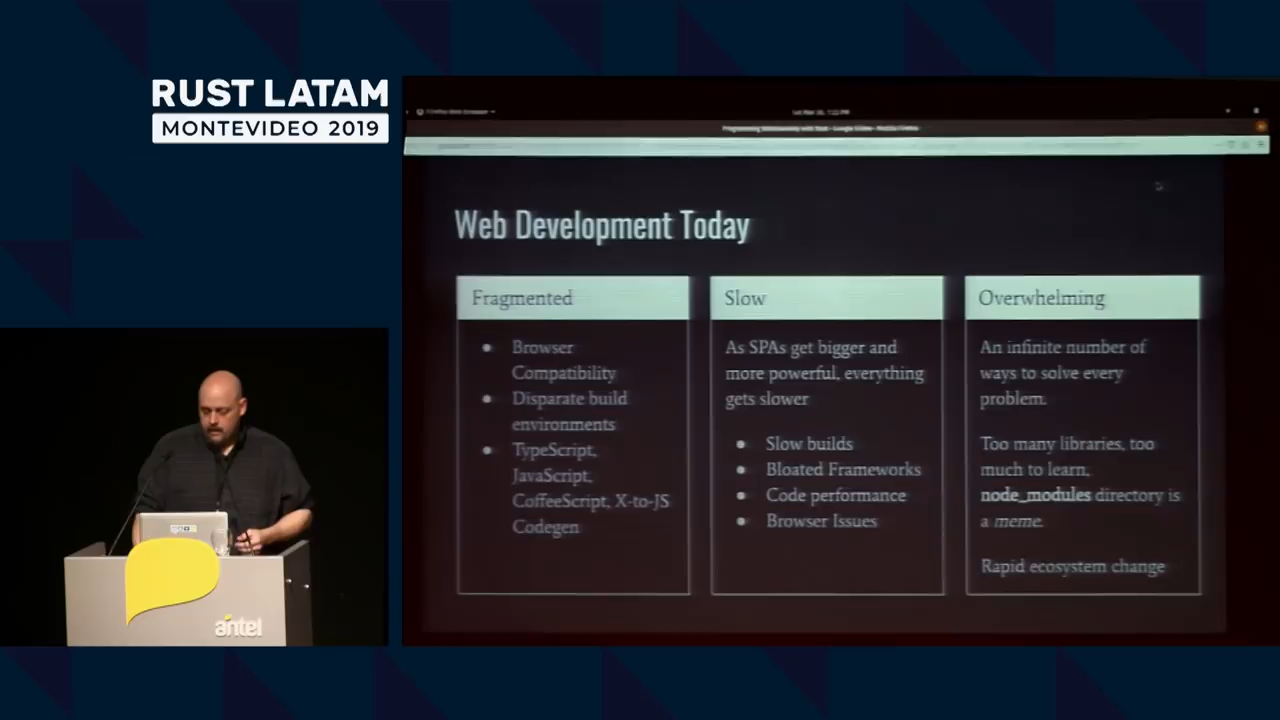 RUST LATAM
MONTEVIDEO 2019
Web Development Today
Fragmented
Browser
Compatibility
Disparate build
environments
TypeScript,
JavaScript,
CoffeeScript, X-to-JS
Codegen
Slow
As SPAs get bigger and
more powerful, everything
gets slower
Slow builds
Bloated Frameworks
Code performance
Browser Issues
Overwhelming
An infinite number of
ways to solve every
problem.
Too many libraries, too
much to learn,
node_modules directory is
a meme.
Rapid ecosystem change
antel